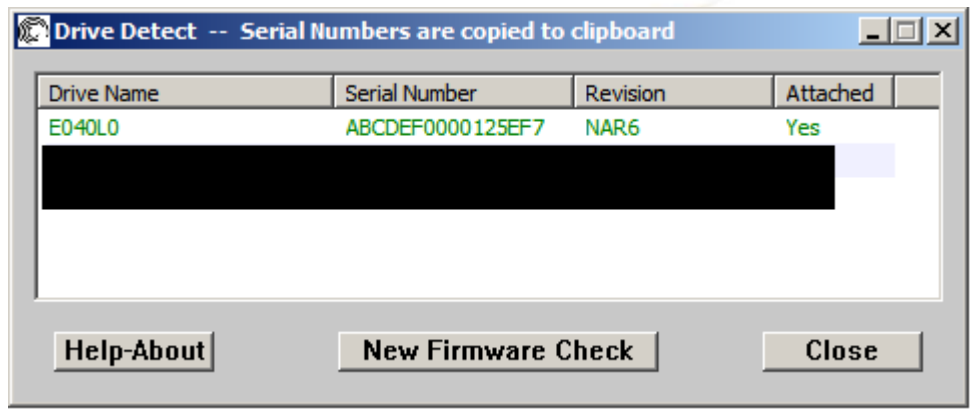 Drive Detect -- Serial Numbers are copied to clipboard
Drive Name Serial Number Revision Attached
E040L0 ABCDEF0000125EF7 NAR6 Yes
Help-About New Firmware Check Close